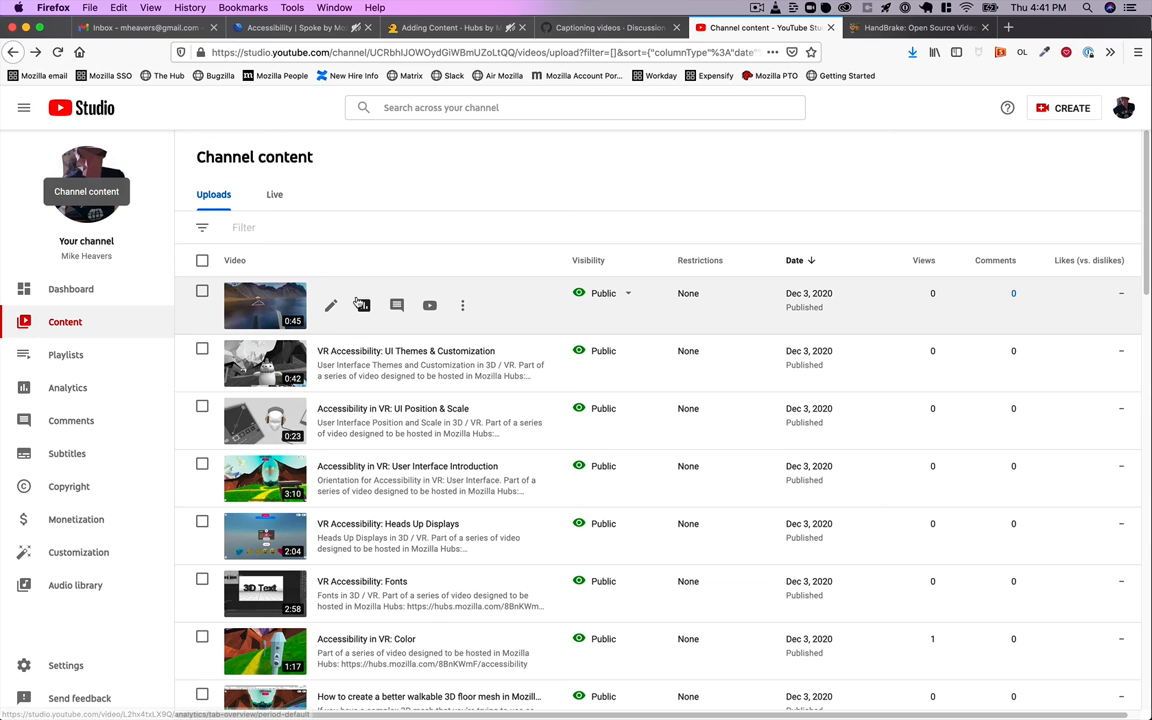 Firefox File Edit View History Bookmarks Tools Window Help Thu 4:41 PM
Inbox - mheavers@gmail.com Accessibility | Spoke by Mo Adding Content · Hubs by M Captioning videos · Discussion Channel content - YouTube Stu HandBrake: Open Source Video
https://studio.youtube.com/channel/UCRbhIJOWOydGiWBmUZoLtQQ/videos/upload?filter=[]&sort={"columnType"%3A"date"
Mozilla email Mozilla SSO The Hub Bugzilla Mozilla People New Hire Info Matrix Slack Air Mozilla Mozilla Account Por... Workday Expensify Mozilla PTO Getting Started
Studio
Search across your channel
CREATE
Channel content
Your channel
Mike Heavers
Dashboard
Content
Playlists
Analytics
Comments
Subtitles
Copyright
Monetization
Customization
Audio library
Settings
Send feedback
Channel content
Uploads Live
Filter
Video Visibility Restrictions Date Views Comments Likes (vs. dislikes)
0:45 Public None Dec 3, 2020 0 0 –
Published
VR Accessibility: UI Themes & Customization Public None Dec 3, 2020 0 0 –
User Interface Themes and Customization in 3D / VR. Part of a Published
series of video designed to be hosted in Mozilla Hubs:...
0:42
Accessibility in VR: UI Position & Scale Public None Dec 3, 2020 0 0 –
User Interface Position and Scale in 3D / VR. Part of a series Published
of video designed to be hosted in Mozilla Hubs:...
0:23
Accessiblity in VR: User Interface Introduction Public None Dec 3, 2020 0 0 –
Orientation for Accessibility in VR: User Interface. Part of a Published
series of video designed to be hosted in Mozilla Hubs:...
3:10
VR Accessibility: Heads Up Displays Public None Dec 3, 2020 0 0 –
Heads Up Displays in 3D / VR. Part of a series of video Published
designed to be hosted in Mozilla Hubs:...
2:04
VR Accessibility: Fonts Public None Dec 3, 2020 0 0 –
Fonts in 3D / VR. Part of a series of video designed to be Published
hosted in Mozilla Hubs: https://hubs.mozilla.com/8BnKWm...
3D Text
2:58
Accessibility in VR: Color Public None Dec 3, 2020 1 0 –
Part of a series of video designed to be hosted in Mozilla Published
Hubs: https://hubs.mozilla.com/8BnKWmF/accessibility
1:17
How to create a better walkable 3D floor mesh in Mozill... Public None Dec 3, 2020 0 0 –
https://studio.youtube.com/video/L2hx4txLX9Q/analytics/tab-overview/period-default